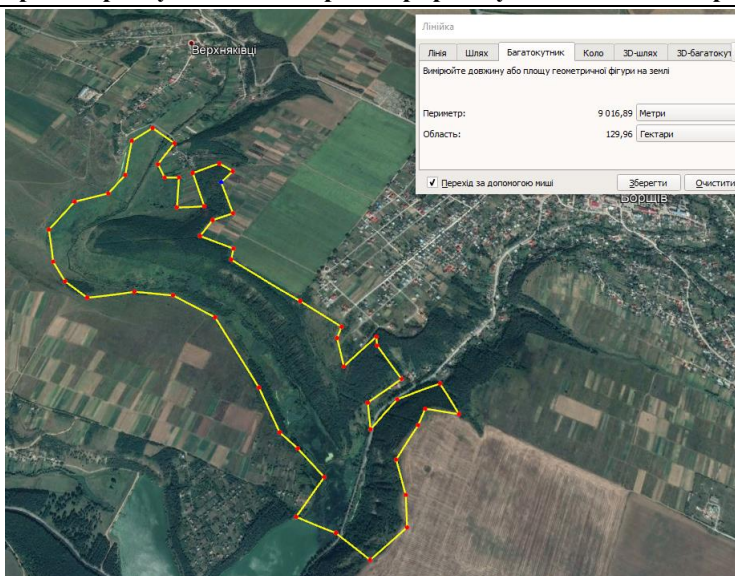 Верхняківці
Лінійка
Лінія Шлях Багатокутник Коло 3D-шлях 3D-багатокут
Вимірюйте довжину або площу геометричної фігури на землі
Периметр: 9 016,89 Метри
Область: 129,96 Гектари
Перехід за допомогою миші Зберегти Очистити
Борщів